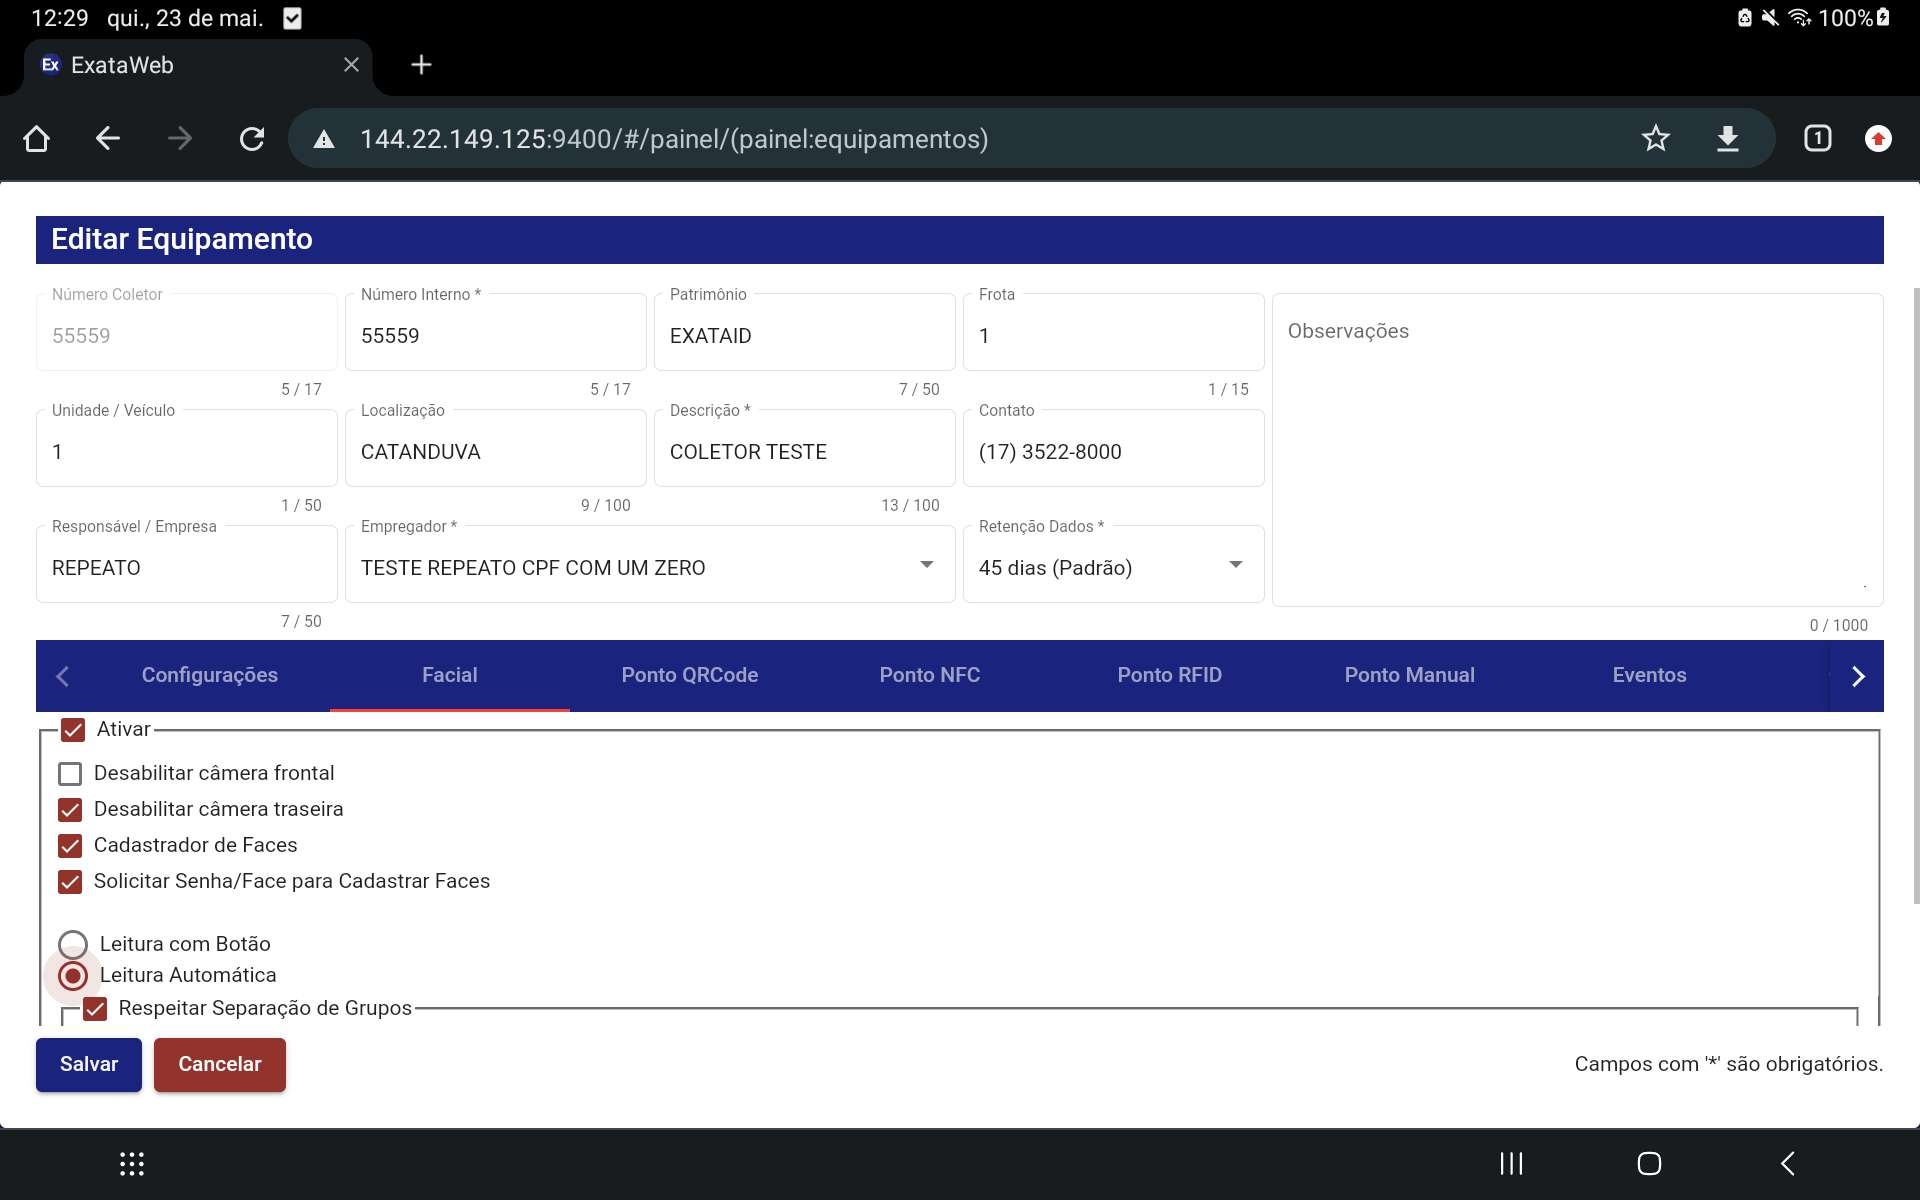 12:29 qui., 23 de mai.
100%
Ex ExataWeb
144.22.149.125:9400/#/painel/(painel:equipamentos)
1
Editar Equipamento
Número Coletor
55559
5 / 17
Número Interno *
55559
5 / 17
Patrimônio
EXATAID
7 / 50
Frota
1
1 / 15
Observações
0 / 1000
Unidade / Veículo
1
1 / 50
Localização
CATANDUVA
9 / 100
Descrição *
COLETOR TESTE
13 / 100
Contato
(17) 3522-8000
Responsável / Empresa
REPEATO
7 / 50
Empregador *
TESTE REPEATO CPF COM UM ZERO
Retenção Dados *
45 dias (Padrão)
Configurações
Facial
Ponto QRCode
Ponto NFC
Ponto RFID
Ponto Manual
Eventos
Ativar
Desabilitar câmera frontal
Desabilitar câmera traseira
Cadastrador de Faces
Solicitar Senha/Face para Cadastrar Faces
Leitura com Botão
Leitura Automática
Respeitar Separação de Grupos
Salvar
Cancelar
Campos com '*' são obrigatórios.